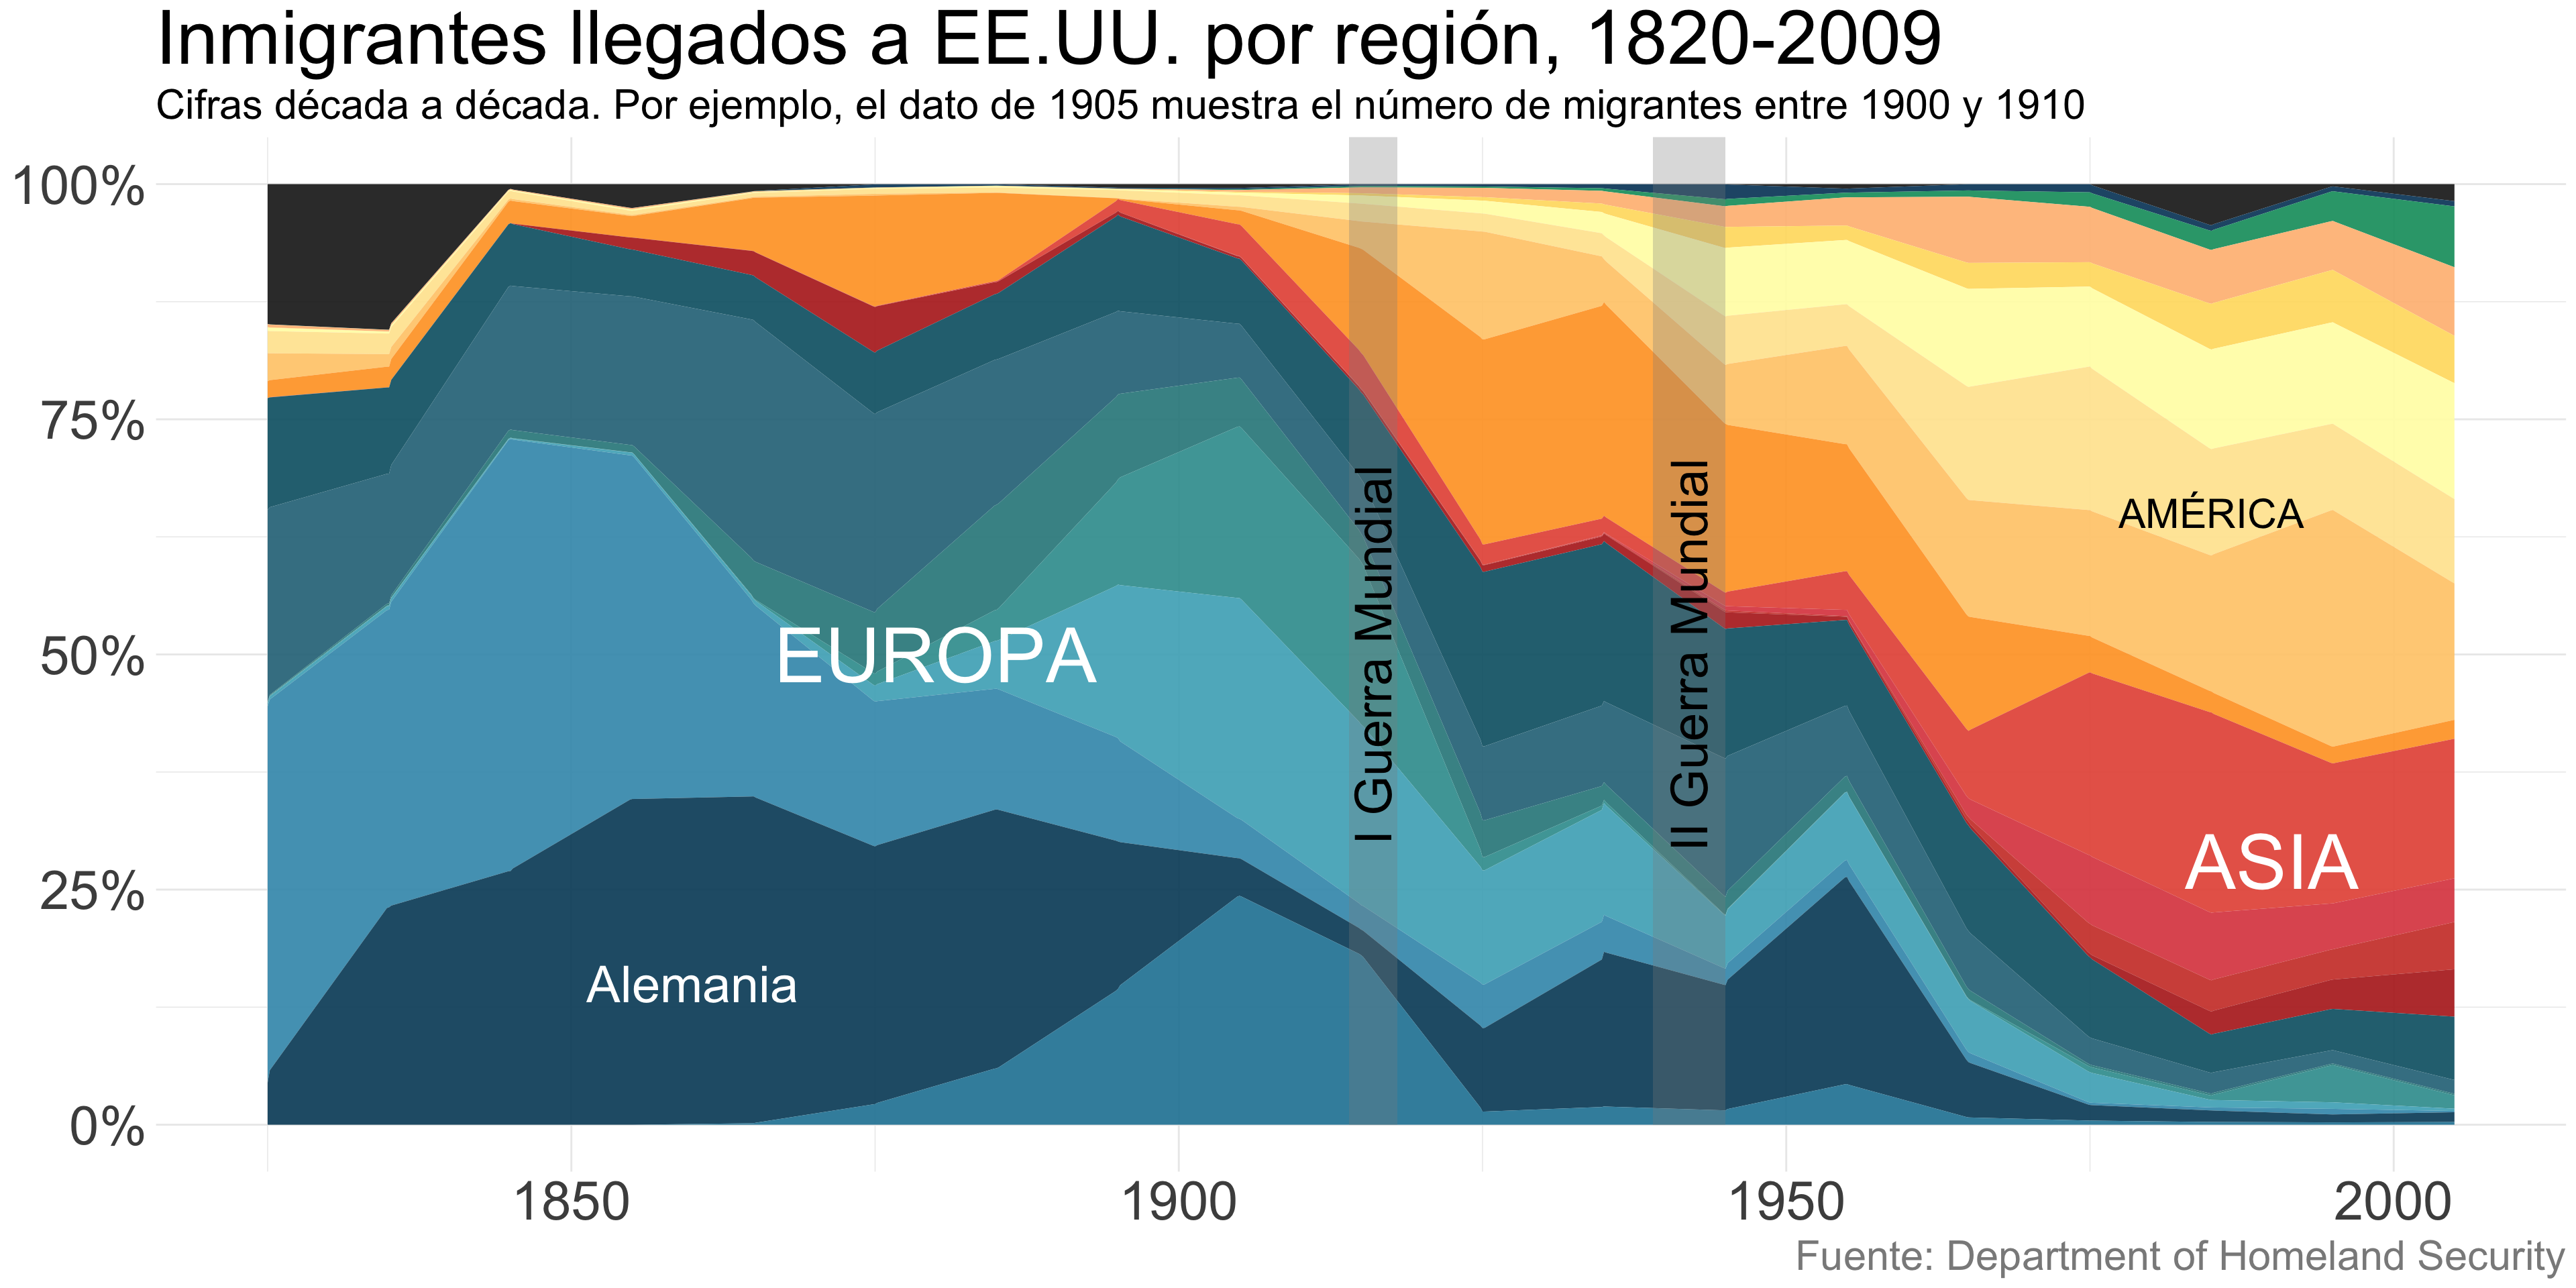 Inmigrantes llegados a EE.UU. por región, 1820-2009
Cifras década a década. Por ejemplo, el dato de 1905 muestra el número de migrantes entre 1900 y 1910
100%
75%
50%
25%
0%
EUROPA
Alemania
I Guerra Mundial
III Guerra Mundial
AMÉRICA
ASIA
1850
1900
1950
2000
Fuente: Department of Homeland Security